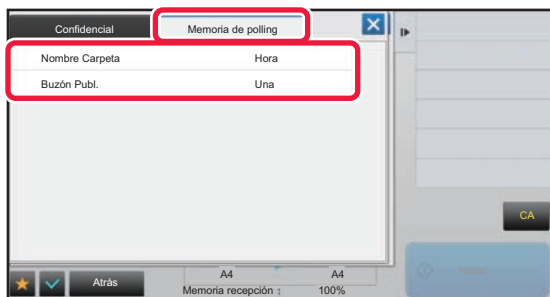 Confidencial Memoria de polling
Nombre Carpeta Hora
Buzón Publ. Una
CA
Atrás
A4 A4
Memoria recepción : 100%